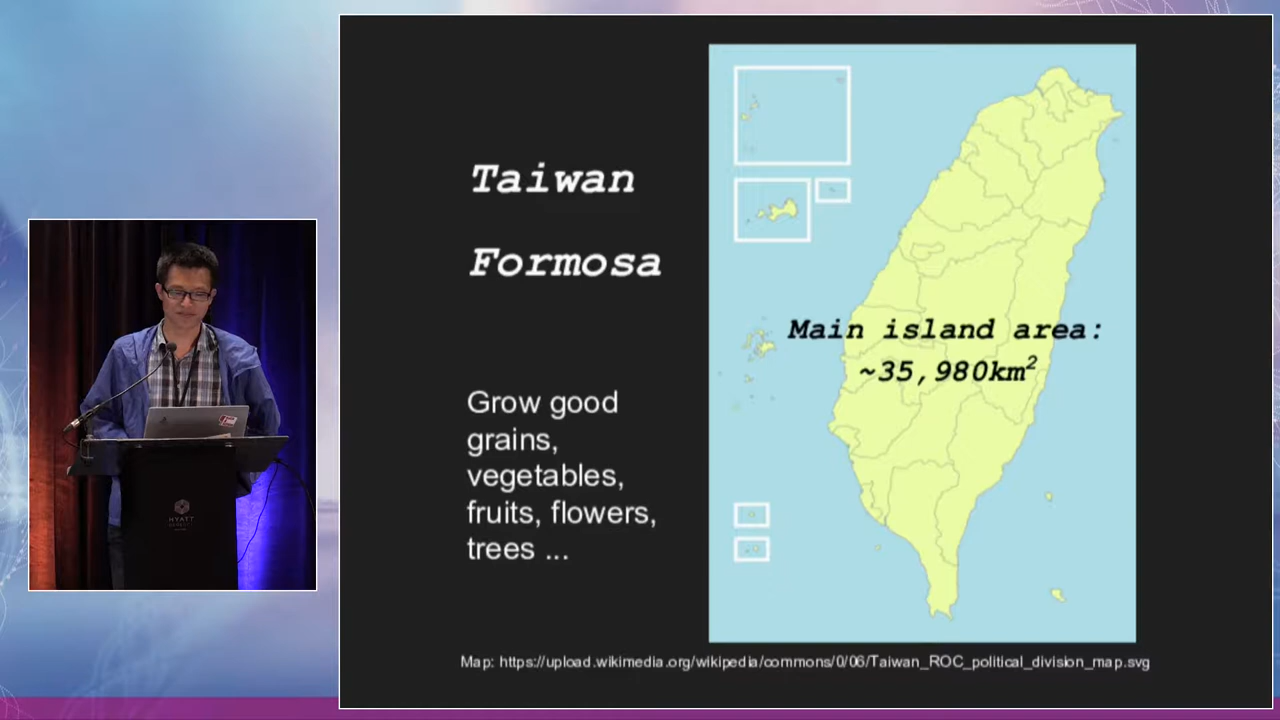 Taiwan
Formosa
Grow good
grains,
vegetables,
fruits, flowers,
trees ...
Main island area:
~35,980km²
Map: https://upload.wikimedia.org/wikipedia/commons/0/06/Taiwan_ROC_political_division_map.svg
HYATT